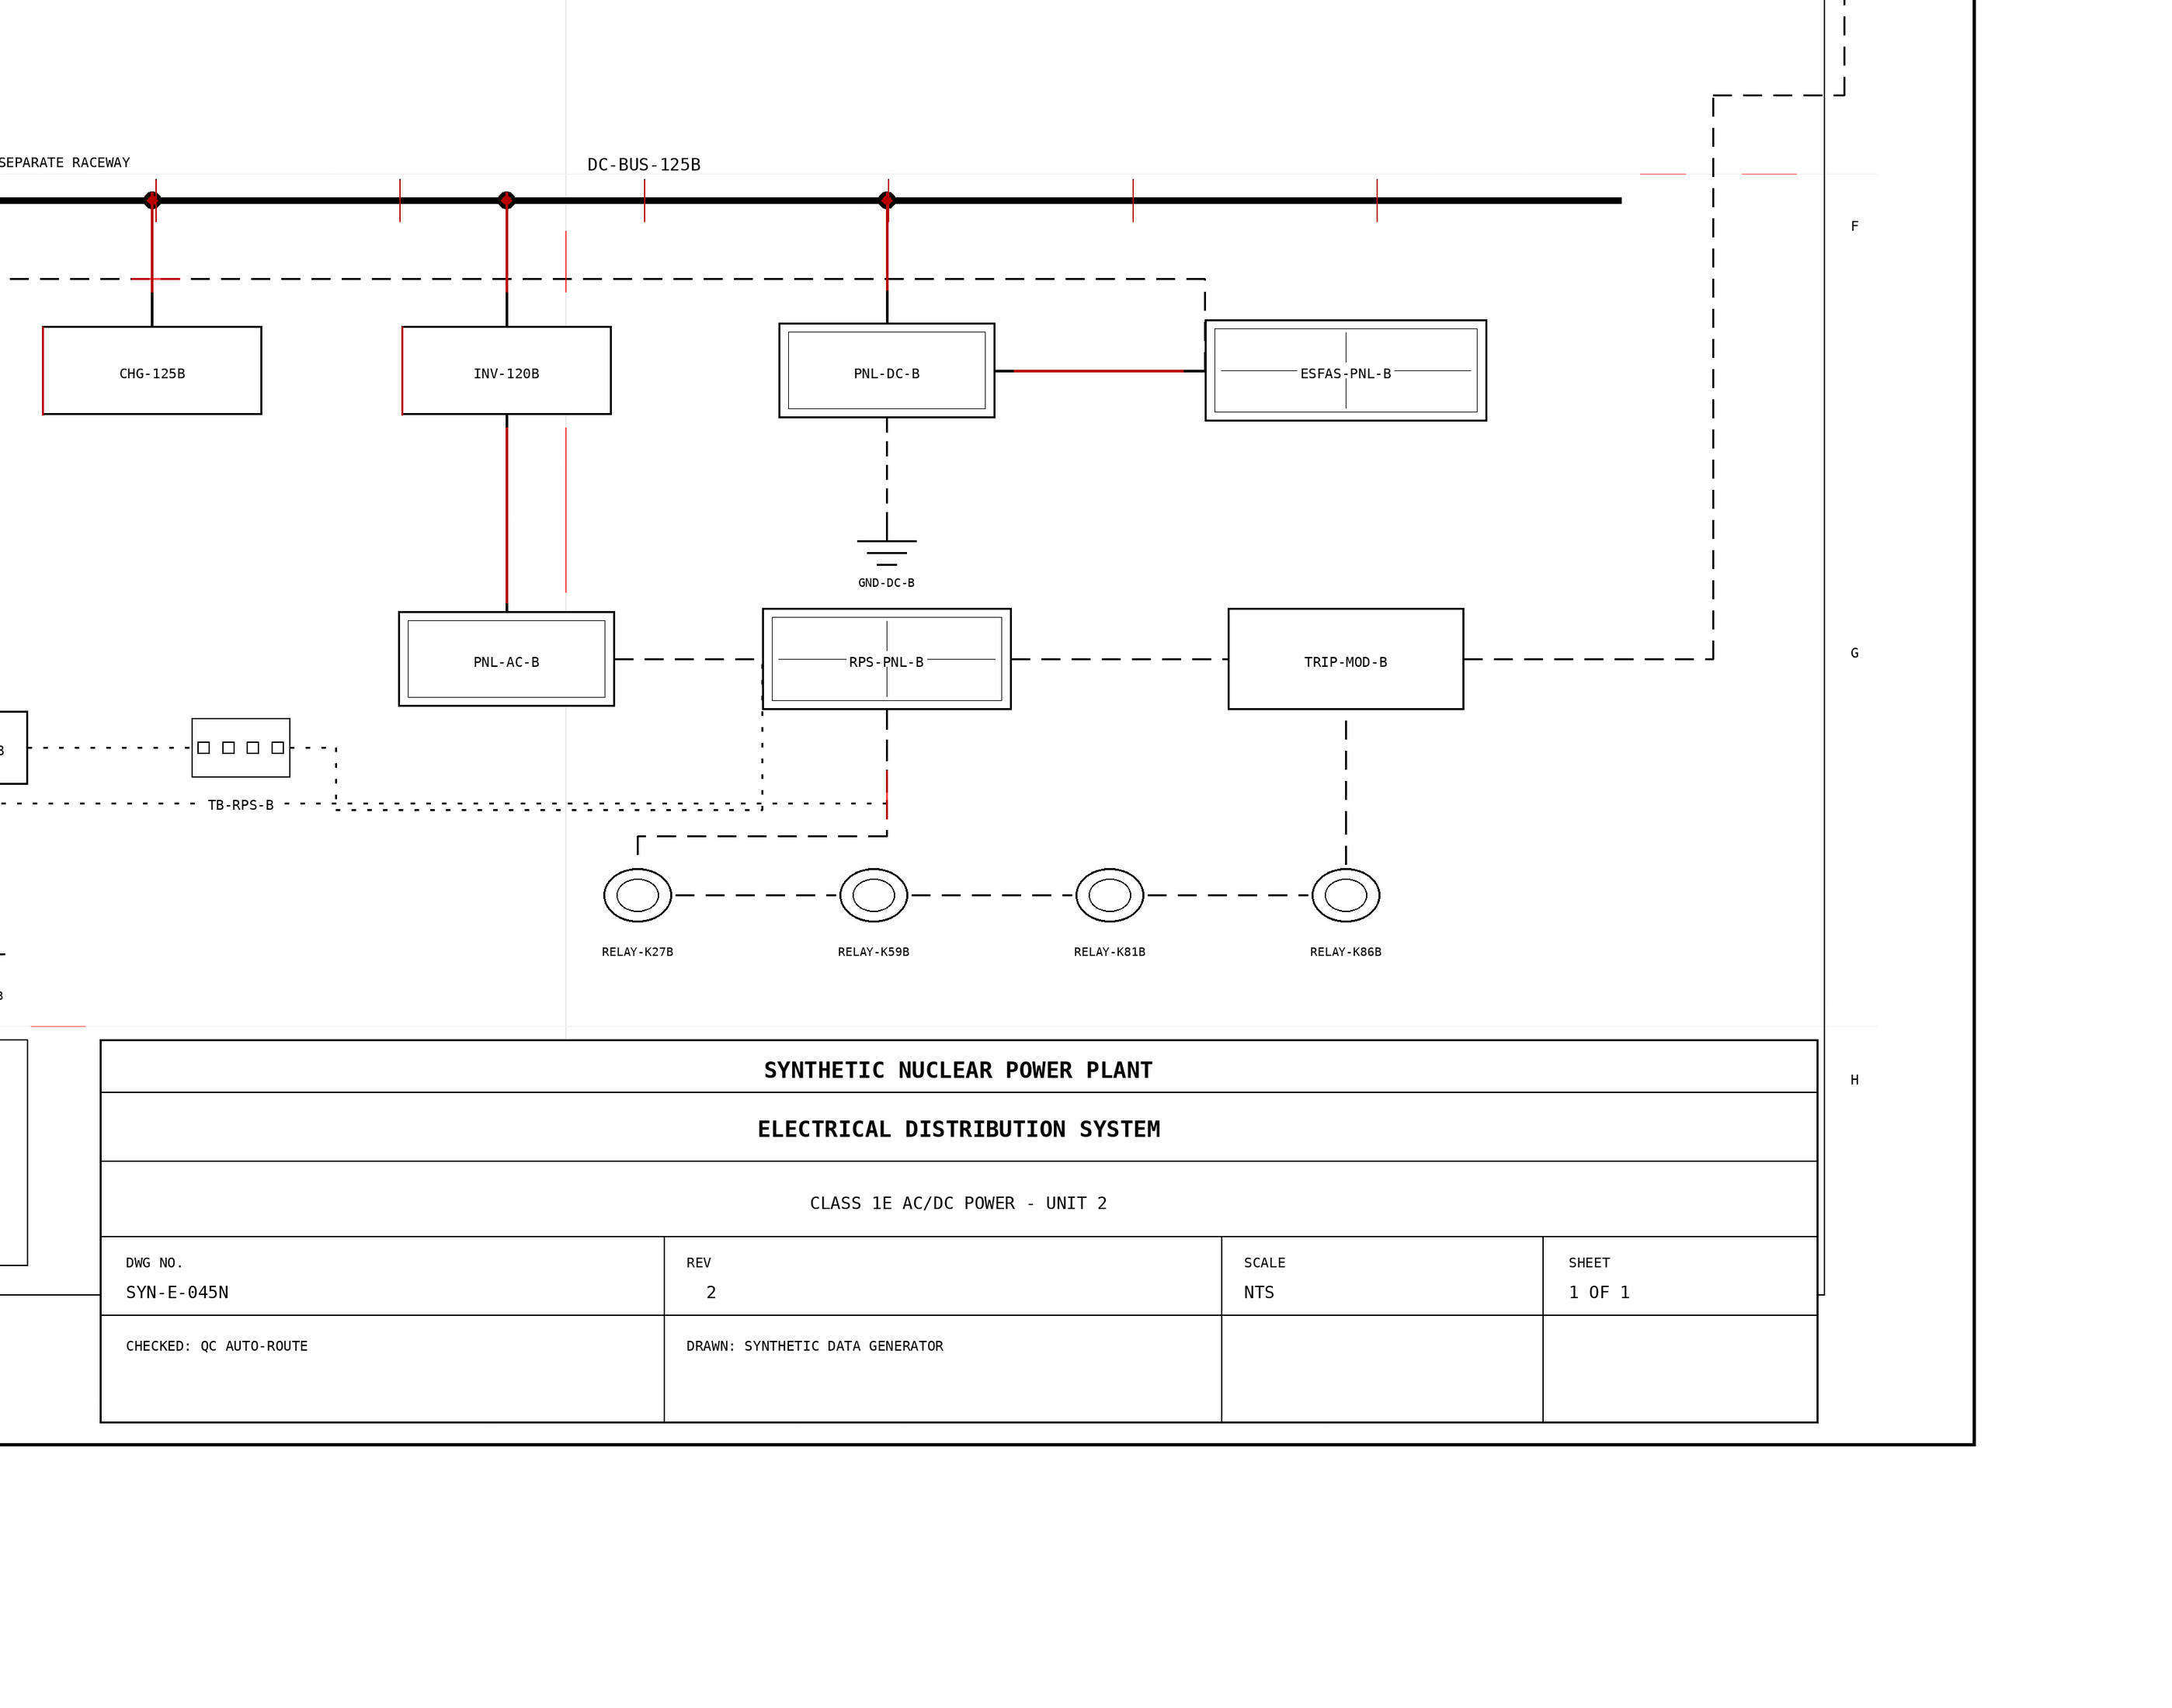 SEPARATE RACEWAY
DC-BUS-125B
F
CHG-125B
INV-120B
PNL-DC-B
ESFAS-PNL-B
GND-DC-B
PNL-AC-B
RPS-PNL-B
TRIP-MOD-B
G
B
TB-RPS-B
RELAY-K27B
RELAY-K59B
RELAY-K81B
RELAY-K86B
B
SYNTHETIC NUCLEAR POWER PLANT
H
ELECTRICAL DISTRIBUTION SYSTEM
CLASS 1E AC/DC POWER - UNIT 2
DWG NO.
SYN-E-045N
REV
2
SCALE
NTS
SHEET
1 OF 1
CHECKED: QC AUTO-ROUTE
DRAWN: SYNTHETIC DATA GENERATOR